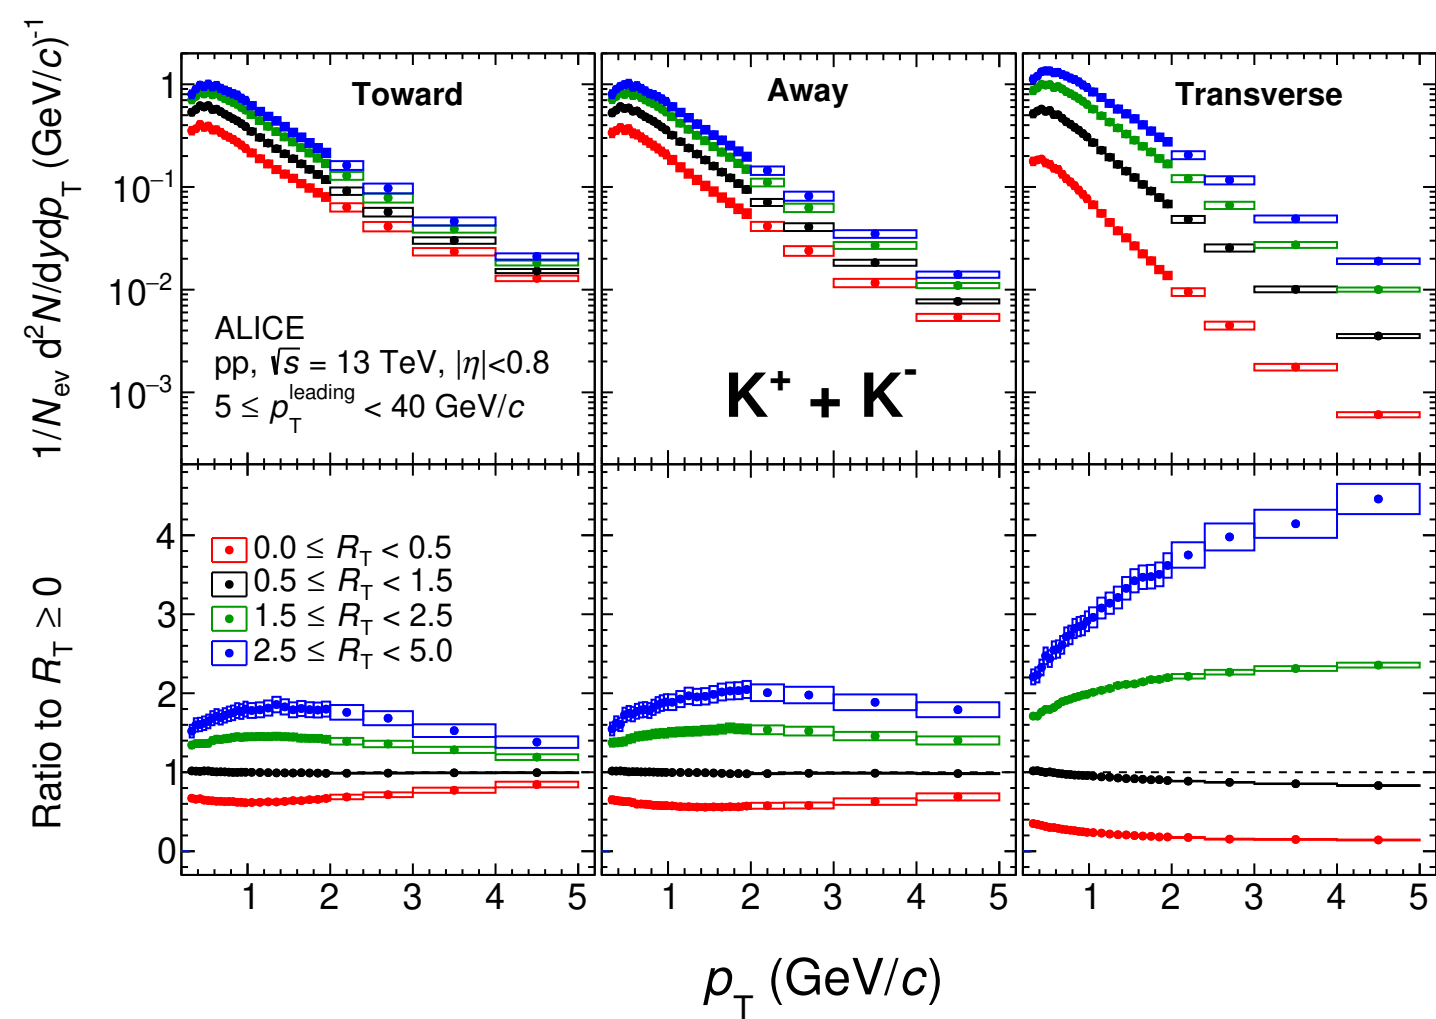 1/N_ev d²N/dydp_T (GeV/c)⁻¹
Toward
Away
Transverse
1
10⁻¹
10⁻²
10⁻³
ALICE
pp, √s = 13 TeV, |η|<0.8
5 ≤ p_T^leading < 40 GeV/c
K⁺ + K⁻
Ratio to R_T ≥ 0
4
3
2
1
0
0.0 ≤ R_T < 0.5
0.5 ≤ R_T < 1.5
1.5 ≤ R_T < 2.5
2.5 ≤ R_T < 5.0
1 2 3 4 5 1 2 3 4 5 1 2 3 4 5
p_T (GeV/c)